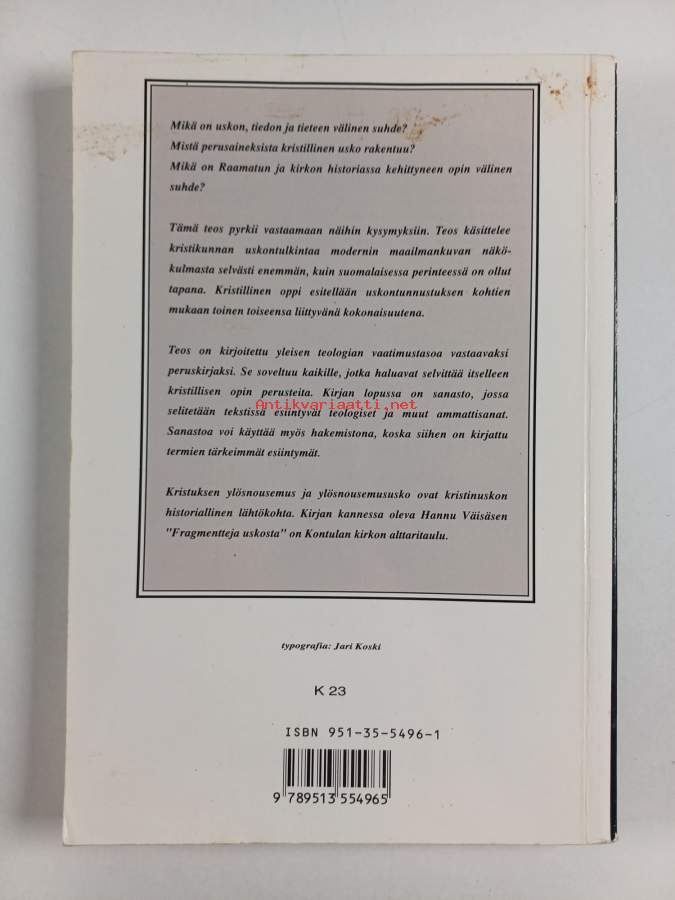 Mikä on uskon, tiedon ja tieteen välinen suhde?
Mistä perusaineksista kristillinen usko rakentuu?
Mikä on Raamatun ja kirkon historiassa kehittyneen opin välinen
suhde?
Tämä teos pyrkii vastaamaan näihin kysymyksiin. Teos käsittelee
kristikunnan uskontulkintaa modernin maailmankuvan näkö-
kulmasta selvästi enemmän, kuin suomalaisessa perinteessä on ollut
tapana. Kristillinen oppi esitellään uskontunnustuksen kohtien
mukaan toinen toiseensa liittyvänä kokonaisuutena.
Teos on kirjoitettu yleisen teologian vaatimustasoa vastaavaksi
peruskirjaksi. Se soveltuu kaikille, jotka haluavat selvittää itselleen
kristillisen opin perusteita. Kirjan lopussa on sanasto, jossa
Antikvariaatti.net
selitetään tekstissä esiintyvät teologiset ja muut ammattisanat.
Sanastoa voi käyttää myös hakemistona, koska siihen on kirjattu
termien tärkeimmät esiintymät.
Kristuksen ylösnousemus ja ylösnousemususko ovat kristinuskon
historiallinen lähtökohta. Kirjan kannessa oleva Hannu Väisäsen
"Fragmentteja uskosta" on Kontulan kirkon alttaritaulu.
typografia: Jari Koski
K 23
ISBN 951-35-5496-1
9 789513 554965